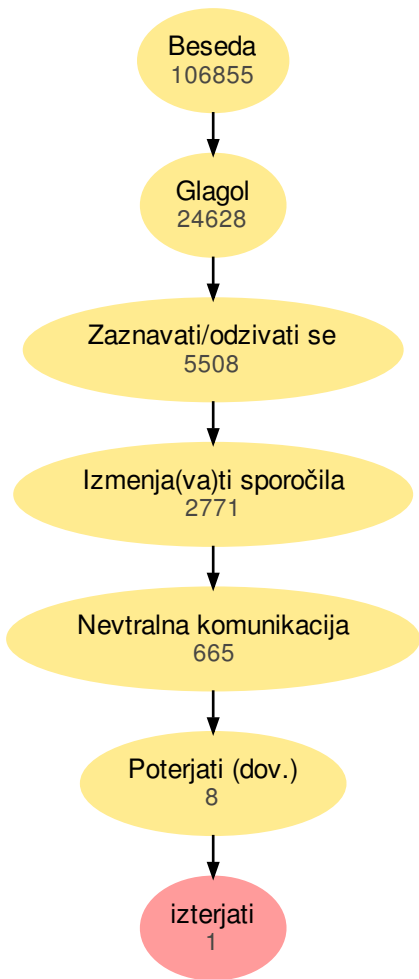 Beseda
106855
Glagol
24628
Zaznavati/odzivati se
5508
Izmenja(va)ti sporočila
2771
Nevtralna komunikacija
665
Poterjati (dov.)
8
izterjati
1